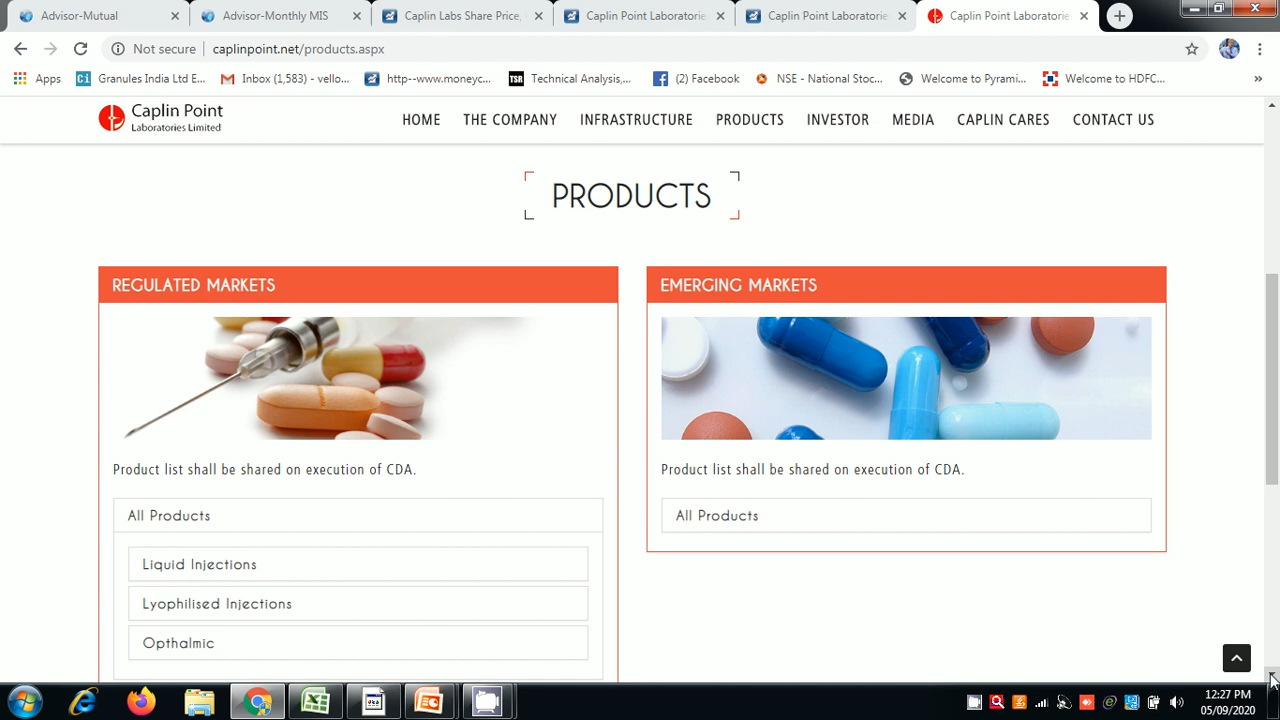 Advisor-Mutual
Advisor-Monthly MIS
Caplin Labs Share Price,
Caplin Point Laboratorie
Caplin Point Laboratorie
Caplin Point Laboratorie
Not secure
caplinpoint.net/products.aspx
Apps
Ci
Granules India Ltd E...
Inbox (1,583) - vello...
http--www.moneyc...
TSR
Technical Analysis,...
(2) Facebook
NSE - National Stoc...
Welcome to Pyrami...
Welcome to HDFC...
Caplin Point
Laboratories Limited
HOME
THE COMPANY
INFRASTRUCTURE
PRODUCTS
INVESTOR
MEDIA
CAPLIN CARES
CONTACT US
PRODUCTS
REGULATED MARKETS
Product list shall be shared on execution of CDA.
All Products
Liquid Injections
Lyophilised Injections
Opthalmic
EMERGING MARKETS
Product list shall be shared on execution of CDA.
All Products
12:27 PM
05/09/2020